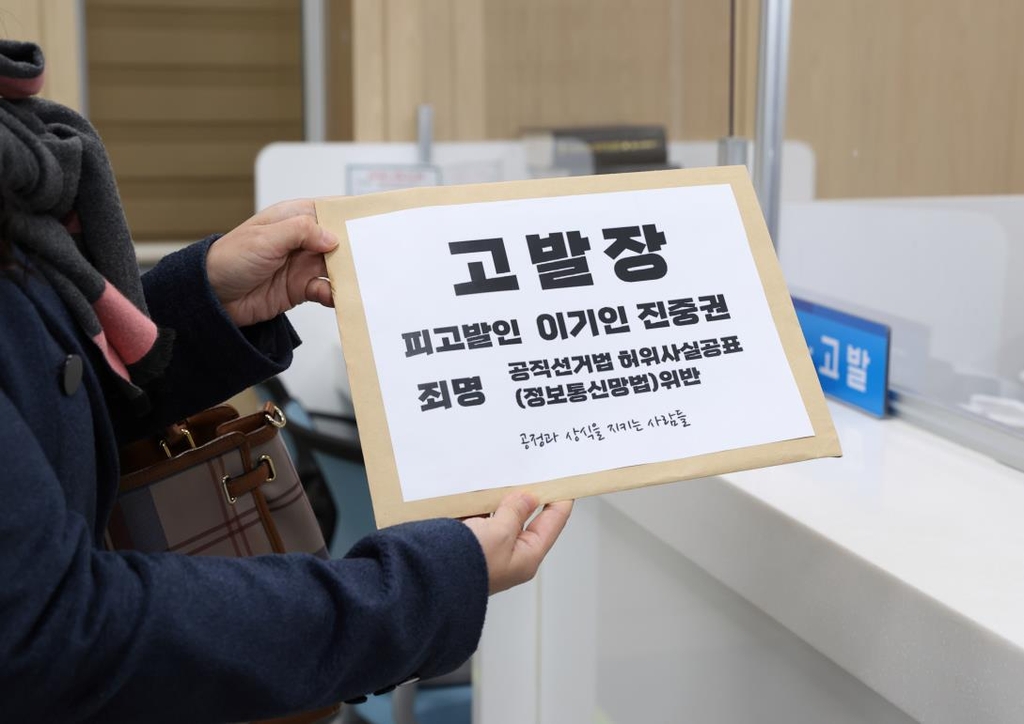 고발장
피고발인 이기인 진중권
죄명 공직선거법 허위사실공표
(정보통신망법)위반
공정과 상식을 지키는 사람들
고발